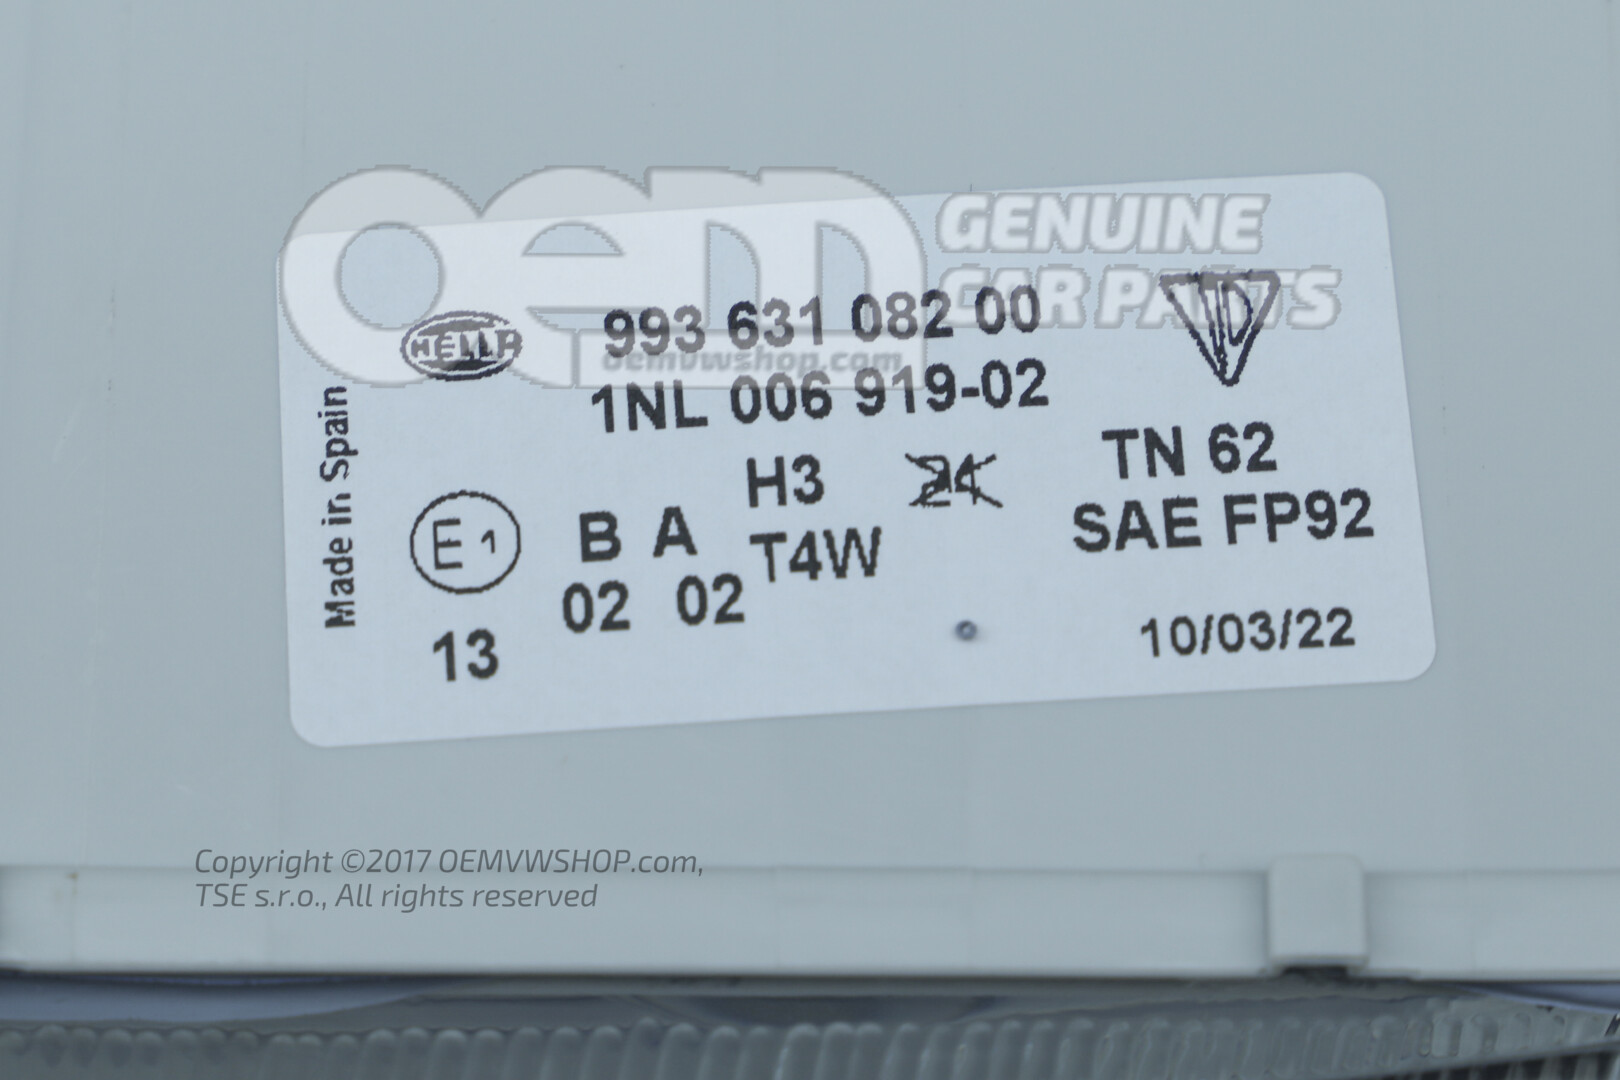 oem
GENUINE
CAR PARTS
oemvwshop.com
HELLA
993 631 082 00
1NL 006 919-02
Made in Spain
H3
24
TN 62
E1
B A
T4W
SAE FP92
02 02
13
10/03/22
Copyright ©2017 OEMVWSHOP.com,
TSE s.r.o., All rights reserved